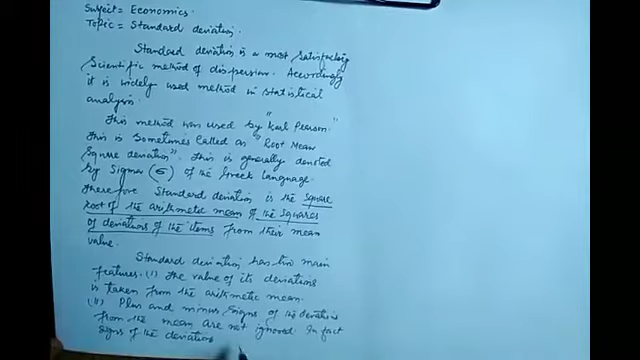 Subject = Economics.
Topic = Standard deviation.
Standard deviation is a most satisfactory
Scientific method of dispersion. Accordingly
it is widely used method in statistical
analysis.
This method was used by "Karl Pearson."
This is sometimes called as "Root Mean
Square deviation". This is generally denoted
by Sigma (σ) of the Greek Language.
Therefore Standard deviation is the Square
root of the arithmetic mean of the squares
of deviations of the items from their mean
value.
Standard deviation has two main
features. (i) The value of its deviations
is taken from the arithmetic mean.
(ii) Plus and minus signs of the deviations
from the mean are not ignored. In fact
signs of the deviations